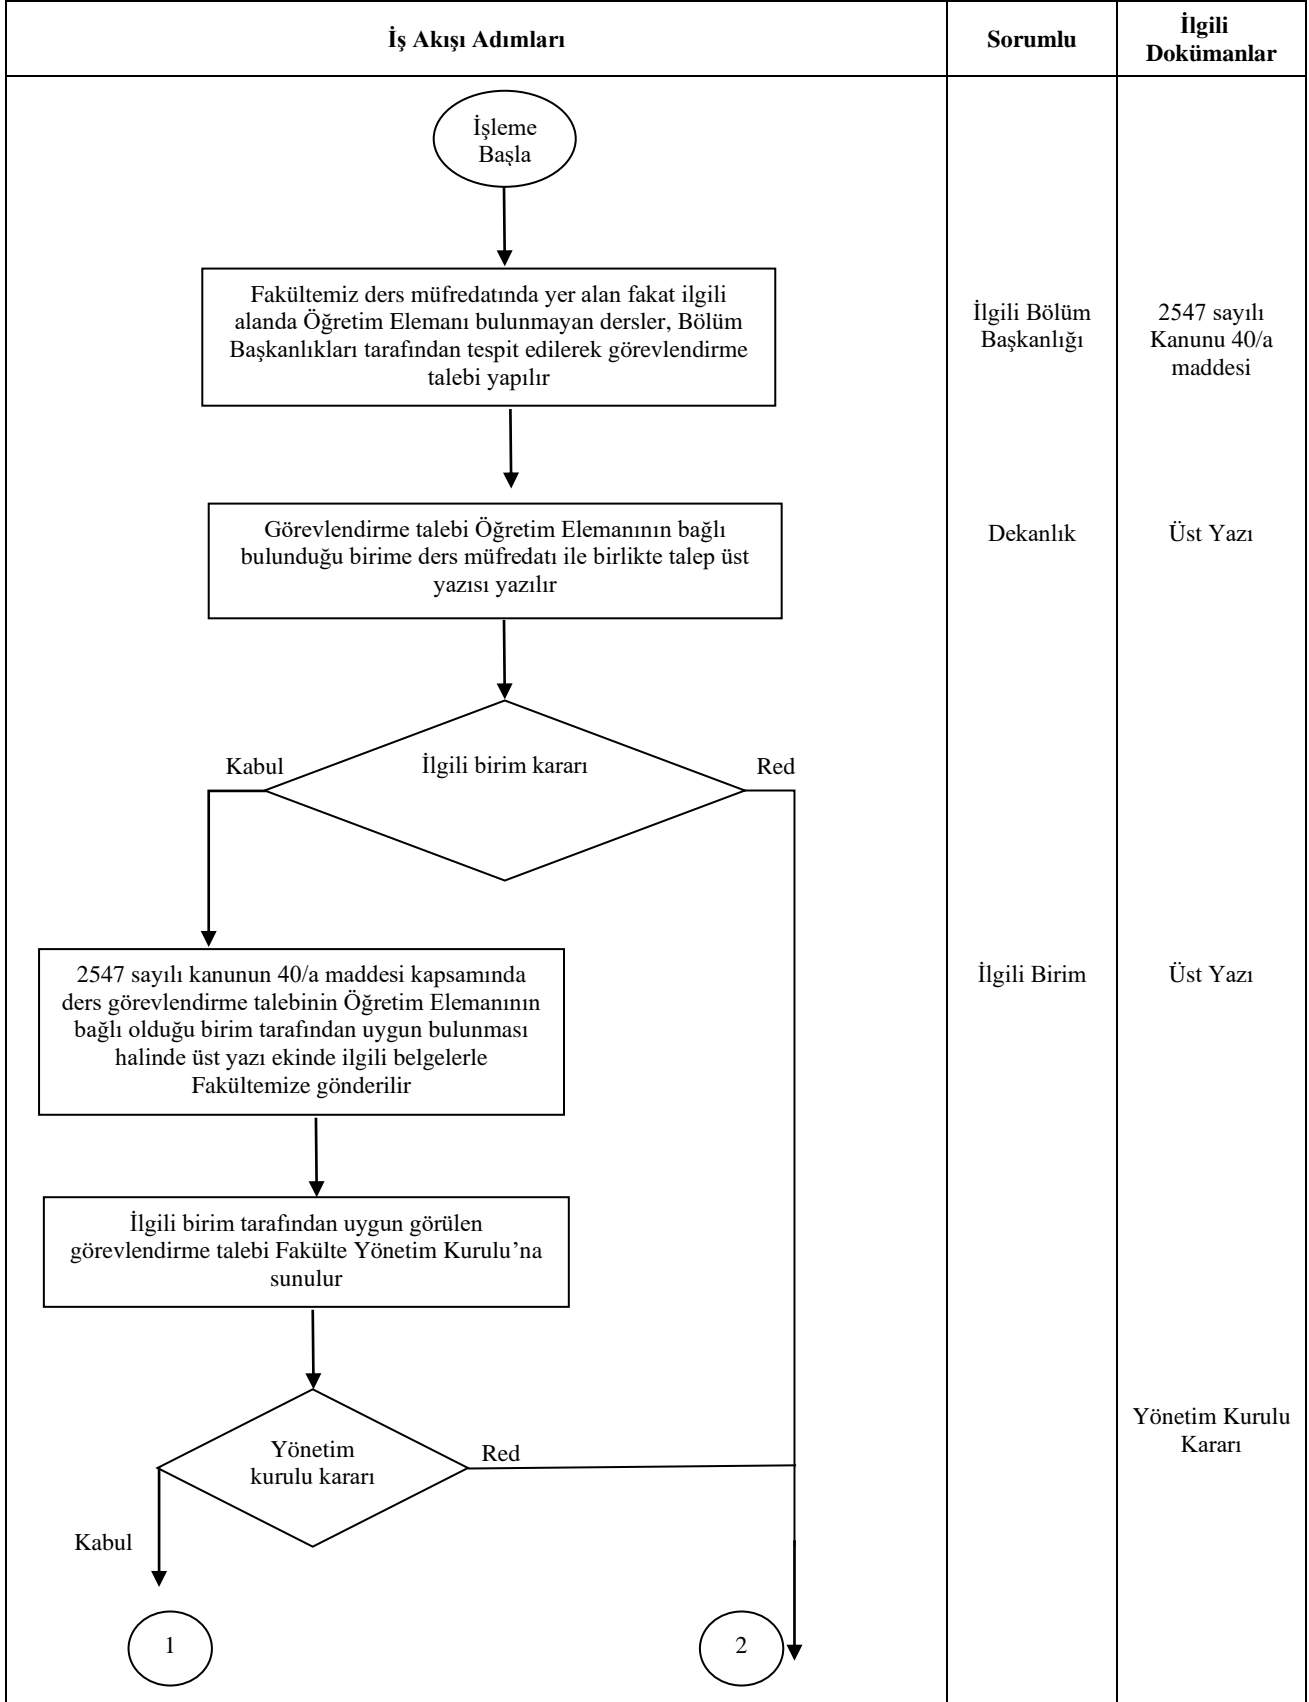 İş Akışı Adımları
Sorumlu
İlgili
Dokümanlar
İşleme
Başla
Fakültemiz ders müfredatında yer alan fakat ilgili
alanda Öğretim Elemanı bulunmayan dersler, Bölüm
Başkanlıkları tarafından tespit edilerek görevlendirme
talebi yapılır
İlgili Bölüm
Başkanlığı
2547 sayılı
Kanunu 40/a
maddesi
Görevlendirme talebi Öğretim Elemanının bağlı
bulunduğu birime ders müfredatı ile birlikte talep üst
yazısı yazılır
Dekanlık
Üst Yazı
Kabul
İlgili birim kararı
Red
2547 sayılı kanunun 40/a maddesi kapsamında
ders görevlendirme talebinin Öğretim Elemanının
bağlı olduğu birim tarafından uygun bulunması
halinde üst yazı ekinde ilgili belgelerle
Fakültemize gönderilir
İlgili Birim
Üst Yazı
İlgili birim tarafından uygun görülen
görevlendirme talebi Fakülte Yönetim Kurulu’na
sunulur
Yönetim
kurulu kararı
Red
Yönetim Kurulu
Kararı
Kabul
1
2